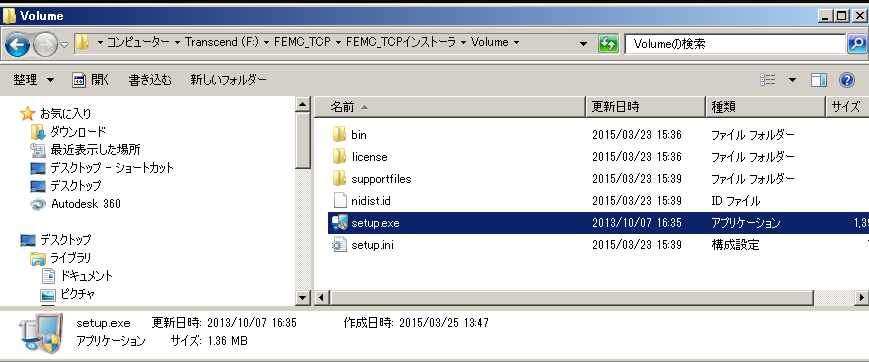 Volume
コンピューター ▾ Transcend (F:) ▾ FEMC_TCP ▾ FEMC_TCPインストーラ ▾ Volume ▾
Volumeの検索
整理 ▼ 開く 書き込む 新しいフォルダー
お気に入り
ダウンロード
最近表示した場所
デスクトップ - ショートカット
デスクトップ
Autodesk 360
デスクトップ
ライブラリ
ドキュメント
ピクチャ
名前 更新日時 種類 サイズ
bin 2015/03/23 15:36 ファイル フォルダー
license 2015/03/23 15:36 ファイル フォルダー
supportfiles 2015/03/23 15:39 ファイル フォルダー
nidist.id 2015/03/23 15:39 ID ファイル
setup.exe 2013/10/07 16:35 アプリケーション
setup.ini 2015/03/23 15:39 構成設定
setup.exe 更新日時: 2013/10/07 16:35 作成日時: 2015/03/25 13:47
アプリケーション サイズ: 1.36 MB